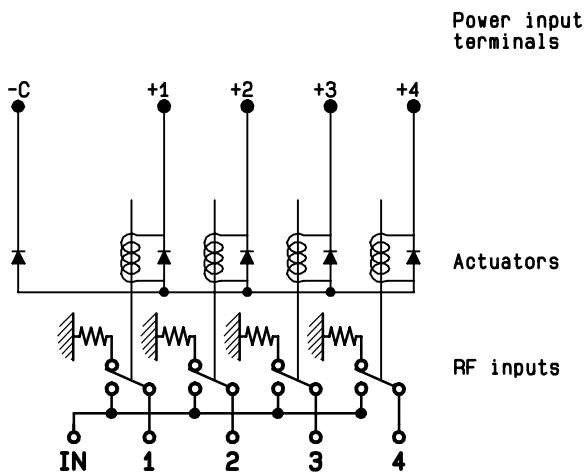 Power input
terminals
-C +1 +2 +3 +4
Actuators
RF inputs
IN 1 2 3 4